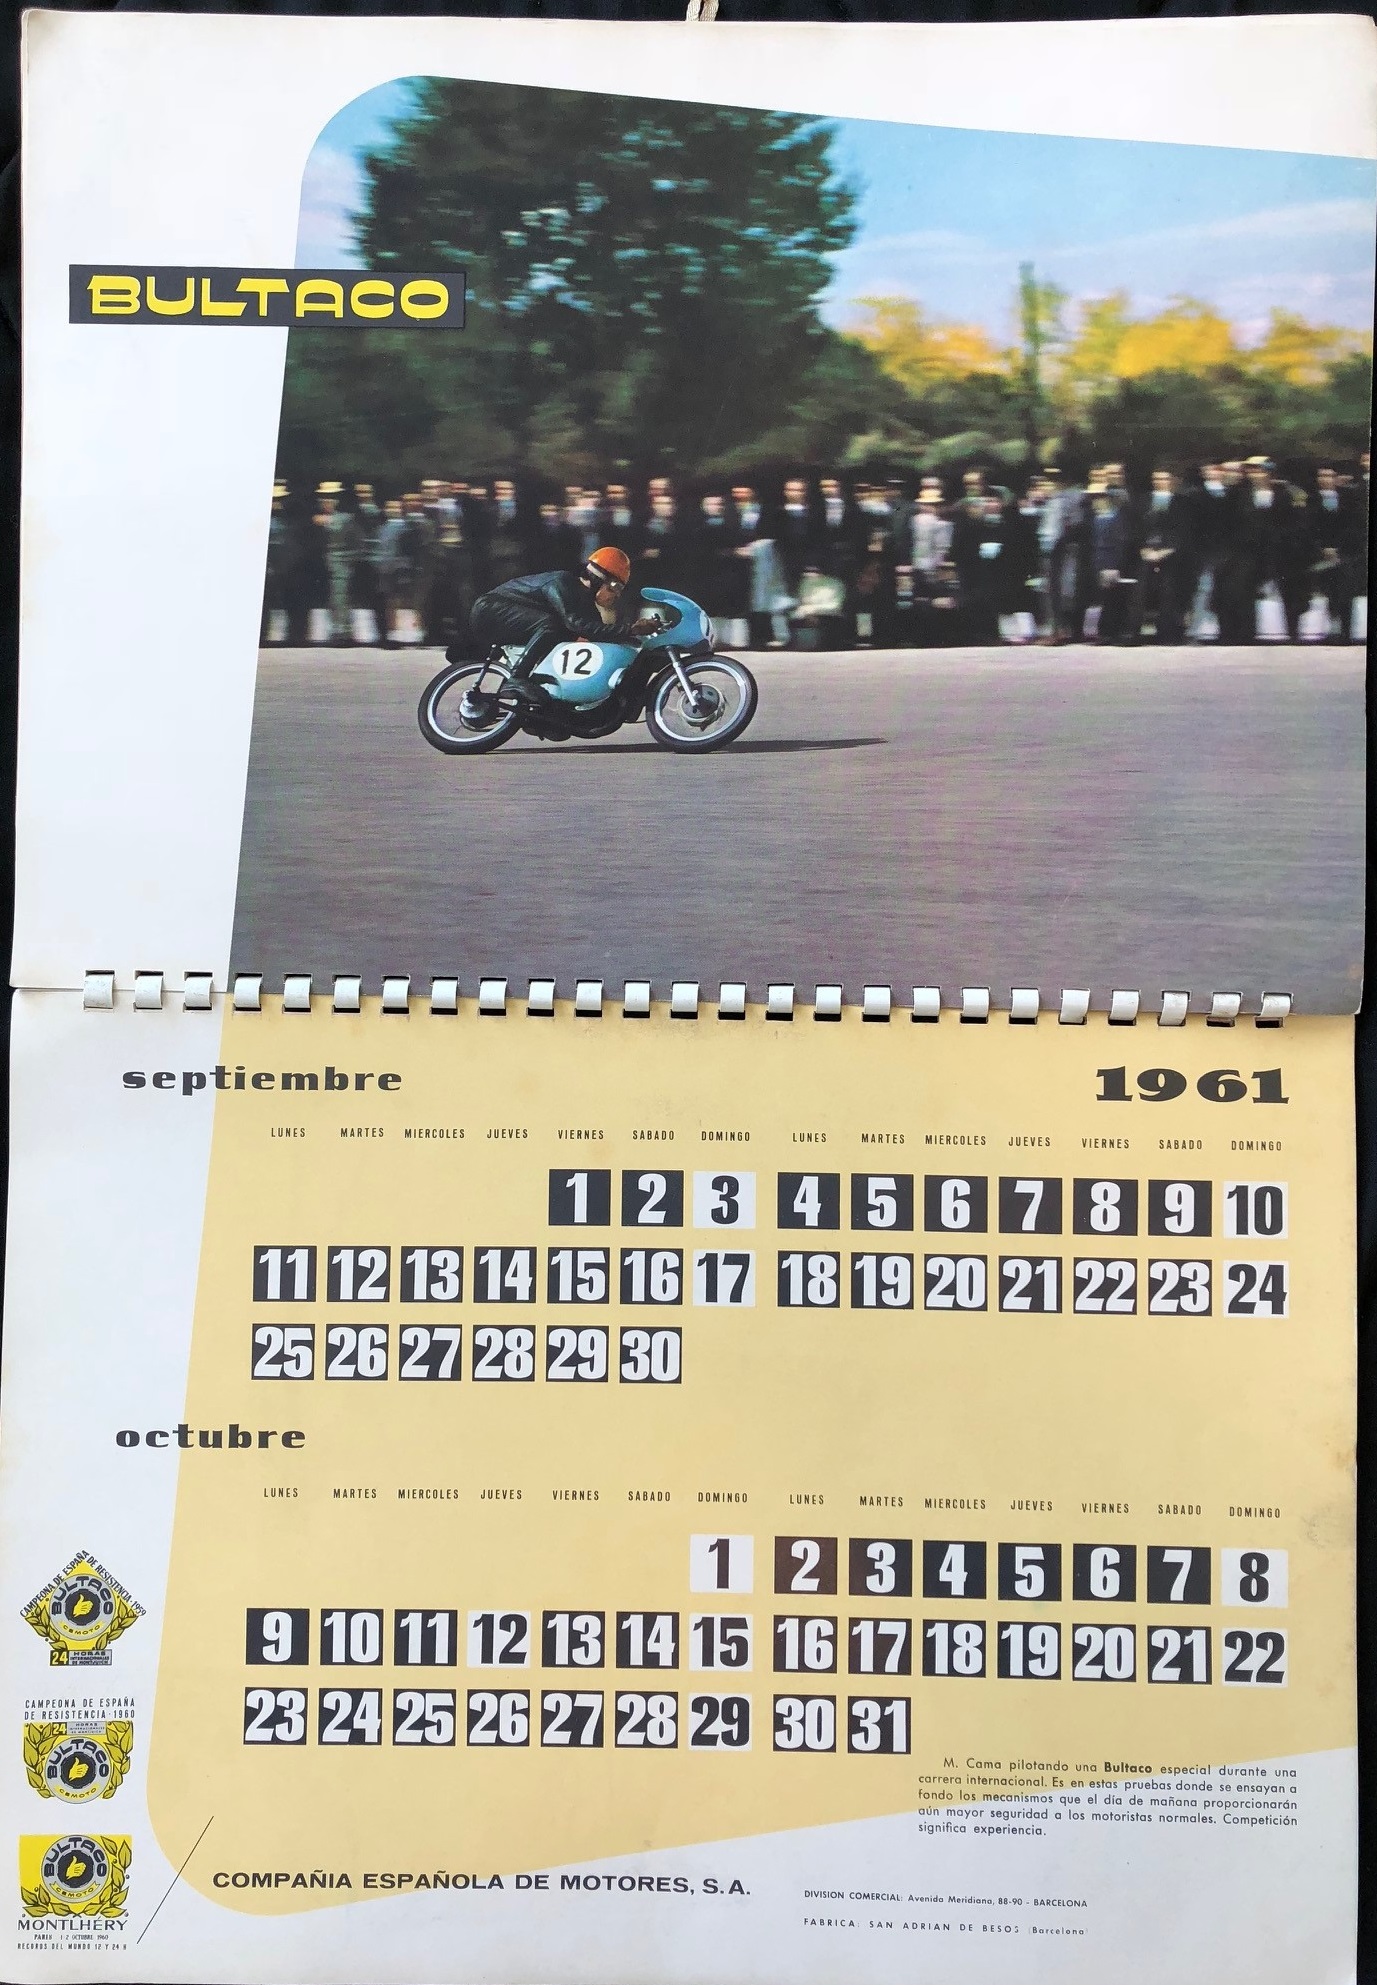 BULTACO
12
septiembre
1961
LUNES MARTES MIERCOLES JUEVES VIERNES SABADO DOMINGO LUNES MARTES MIERCOLES JUEVES VIERNES SABADO DOMINGO
1 2 3 4 5 6 7 8 9 10
11 12 13 14 15 16 17 18 19 20 21 22 23 24
25 26 27 28 29 30
octubre
LUNES MARTES MIERCOLES JUEVES VIERNES SABADO DOMINGO LUNES MARTES MIERCOLES JUEVES VIERNES SABADO DOMINGO
1 2 3 4 5 6 7 8
9 10 11 12 13 14 15 16 17 18 19 20 21 22
23 24 25 26 27 28 29 30 31
M. Cama pilotando una Bultaco especial durante una
carrera internacional. Es en estas pruebas donde se ensayan a
fondo los mecanismos que el día de mañana proporcionarán
aún mayor seguridad a los motoristas normales. Competición
significa experiencia.
CAMPEONA DE ESPAÑA DE RESISTENCIA 1959
BULTACO
CEMOTO
24 HORAS
INTERNACIONALES
DE MONTJUICH
CAMPEONA DE ESPAÑA
DE RESISTENCIA · 1960
24 HORAS
BULTACO
CEMOTO
BULTACO
CEMOTO
MONTLHÉRY
PARIS 1-2 OCTUBRE 1960
RECORDS DEL MUNDO 12 Y 24 H
COMPAÑIA ESPAÑOLA DE MOTORES, S.A.
DIVISION COMERCIAL: Avenida Meridiana, 88-90 - BARCELONA
FABRICA: SAN ADRIAN DE BESOS (Barcelona)